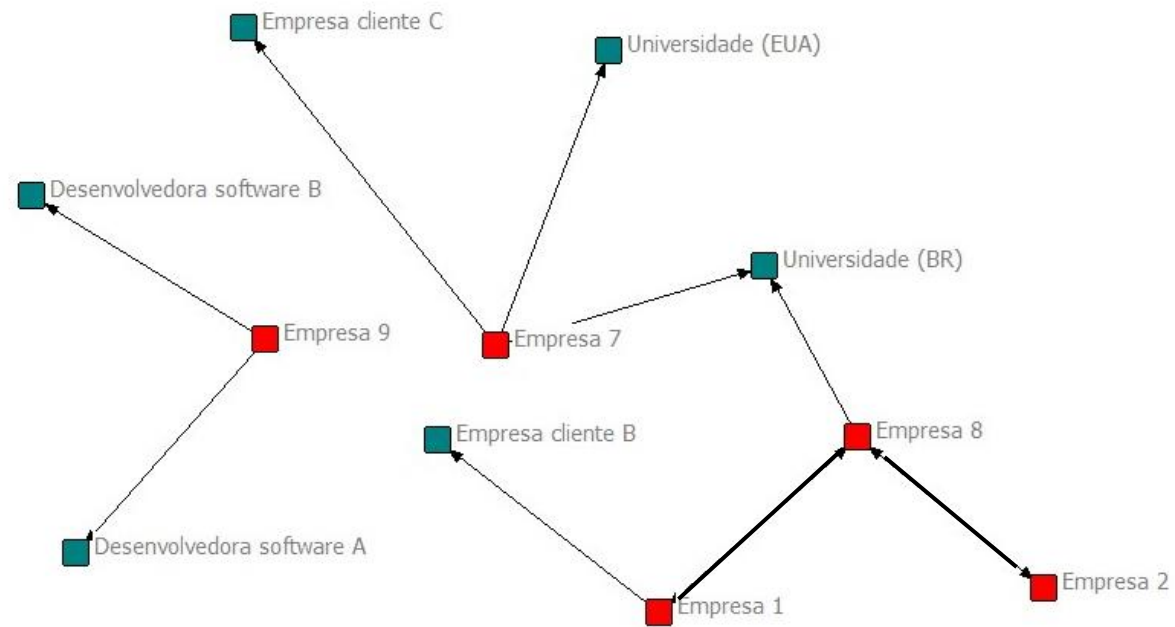 Empresa cliente C
Universidade (EUA)
Desenvolvedora software B
Universidade (BR)
Empresa 9
Empresa 7
Empresa cliente B
Empresa 8
Desenvolvedora software A
Empresa 2
Empresa 1